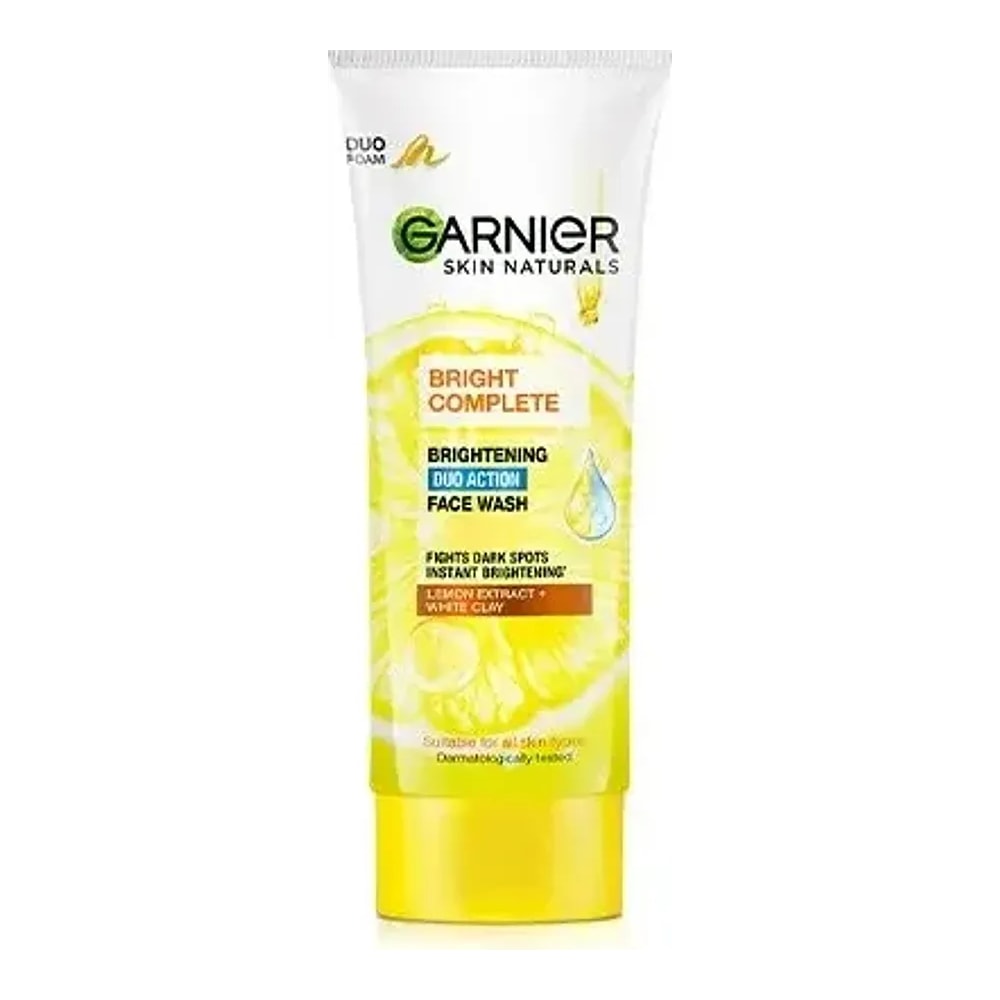 DUO
FOAM
GARNIER
SKIN NATURALS
BRIGHT
COMPLETE
BRIGHTENING
DUO ACTION
FACE WASH
FIGHTS DARK SPOTS
INSTANT BRIGHTENING*
LEMON EXTRACT +
WHITE CLAY
Suitable for all skin types
Dermatologically tested